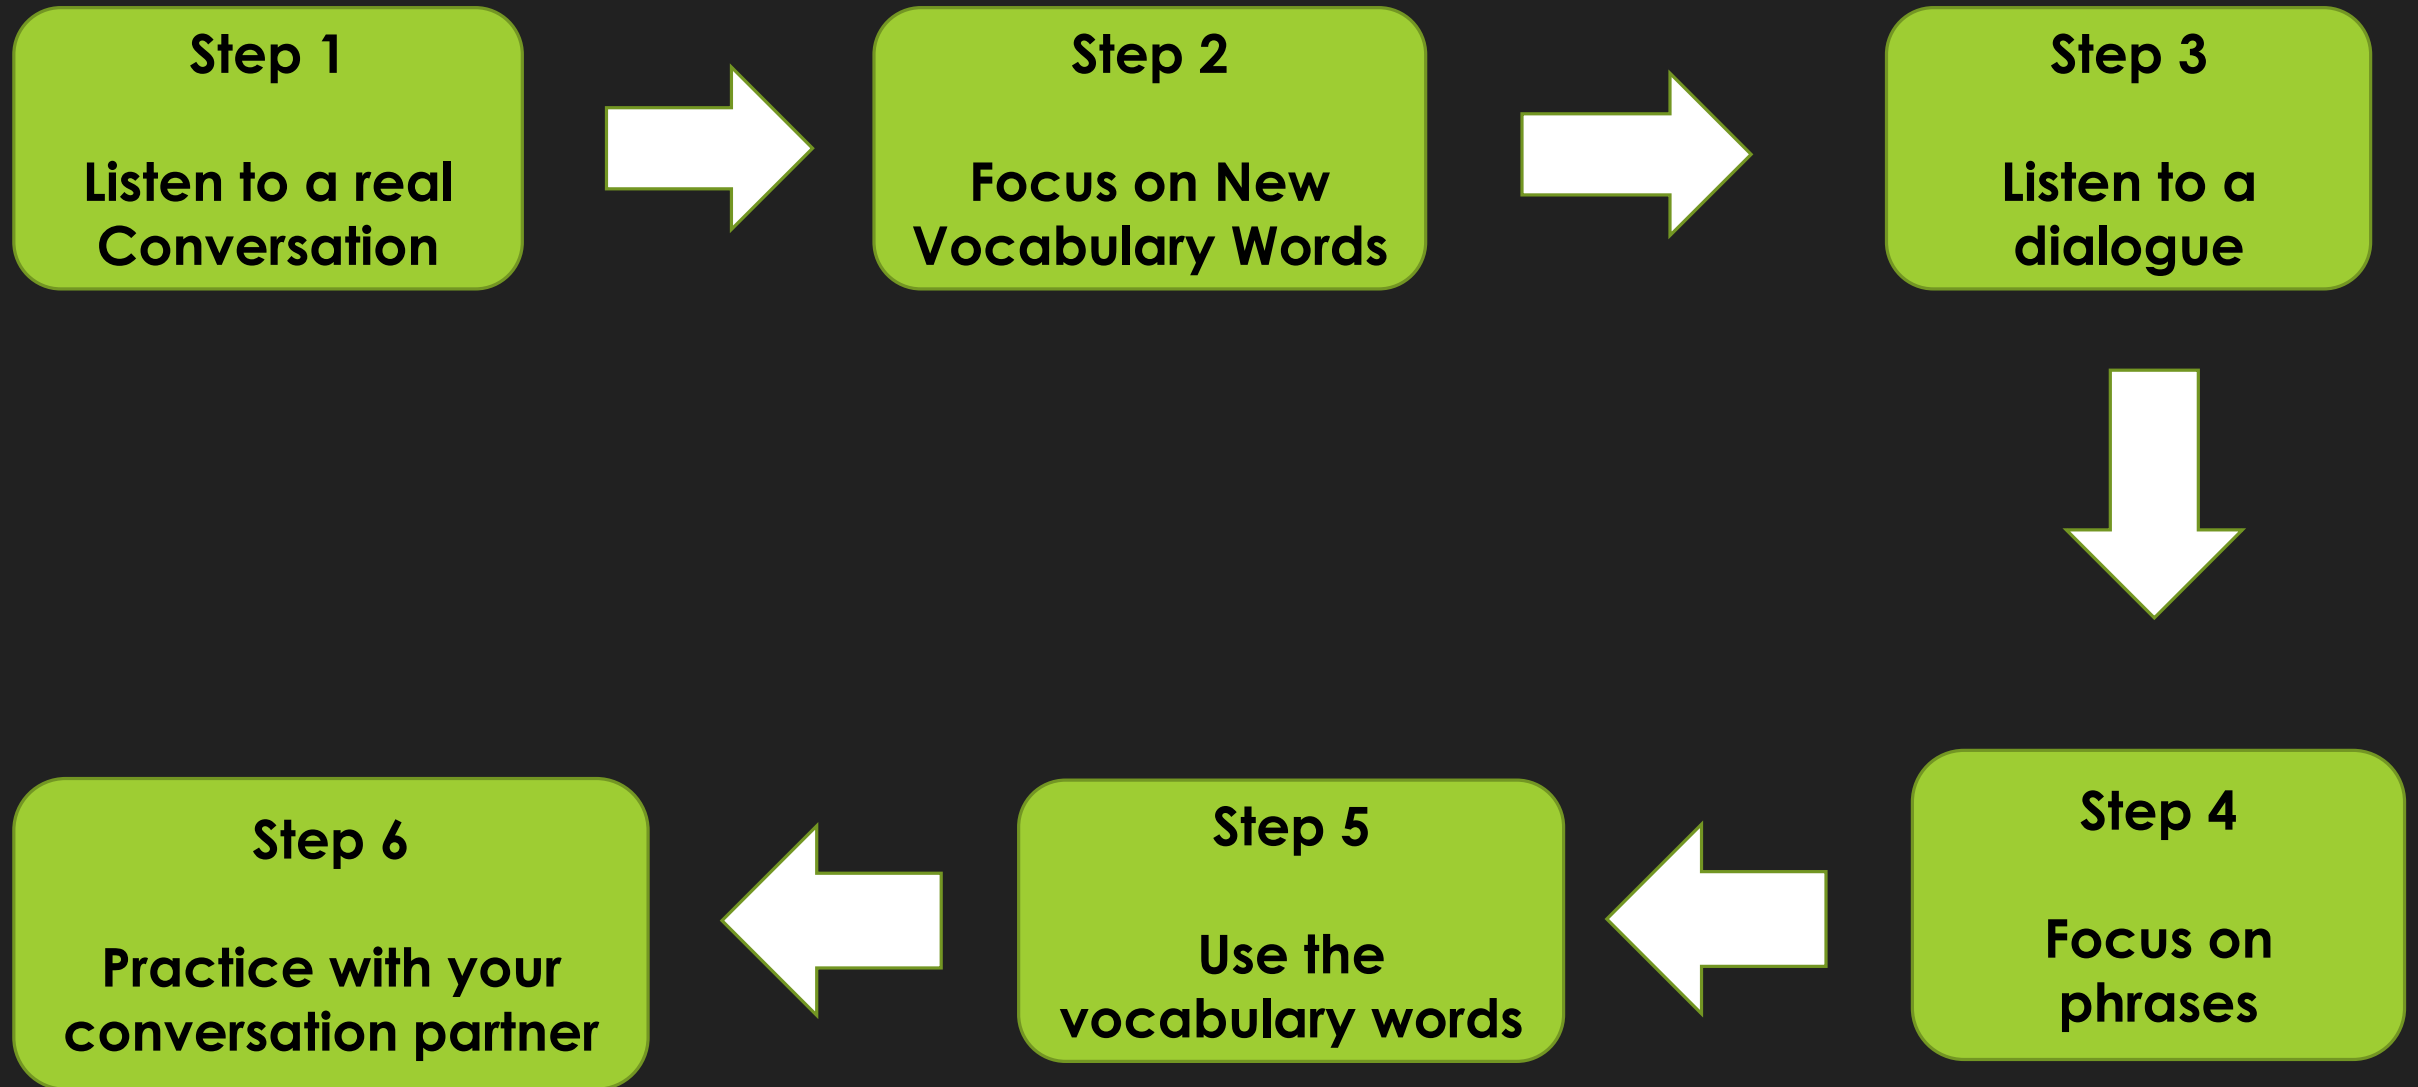 Step 1
Listen to a real
Conversation
Step 2
Focus on New
Vocabulary Words
Step 3
Listen to a
dialogue
Step 4
Focus on
phrases
Step 5
Use the
vocabulary words
Step 6
Practice with your
conversation partner